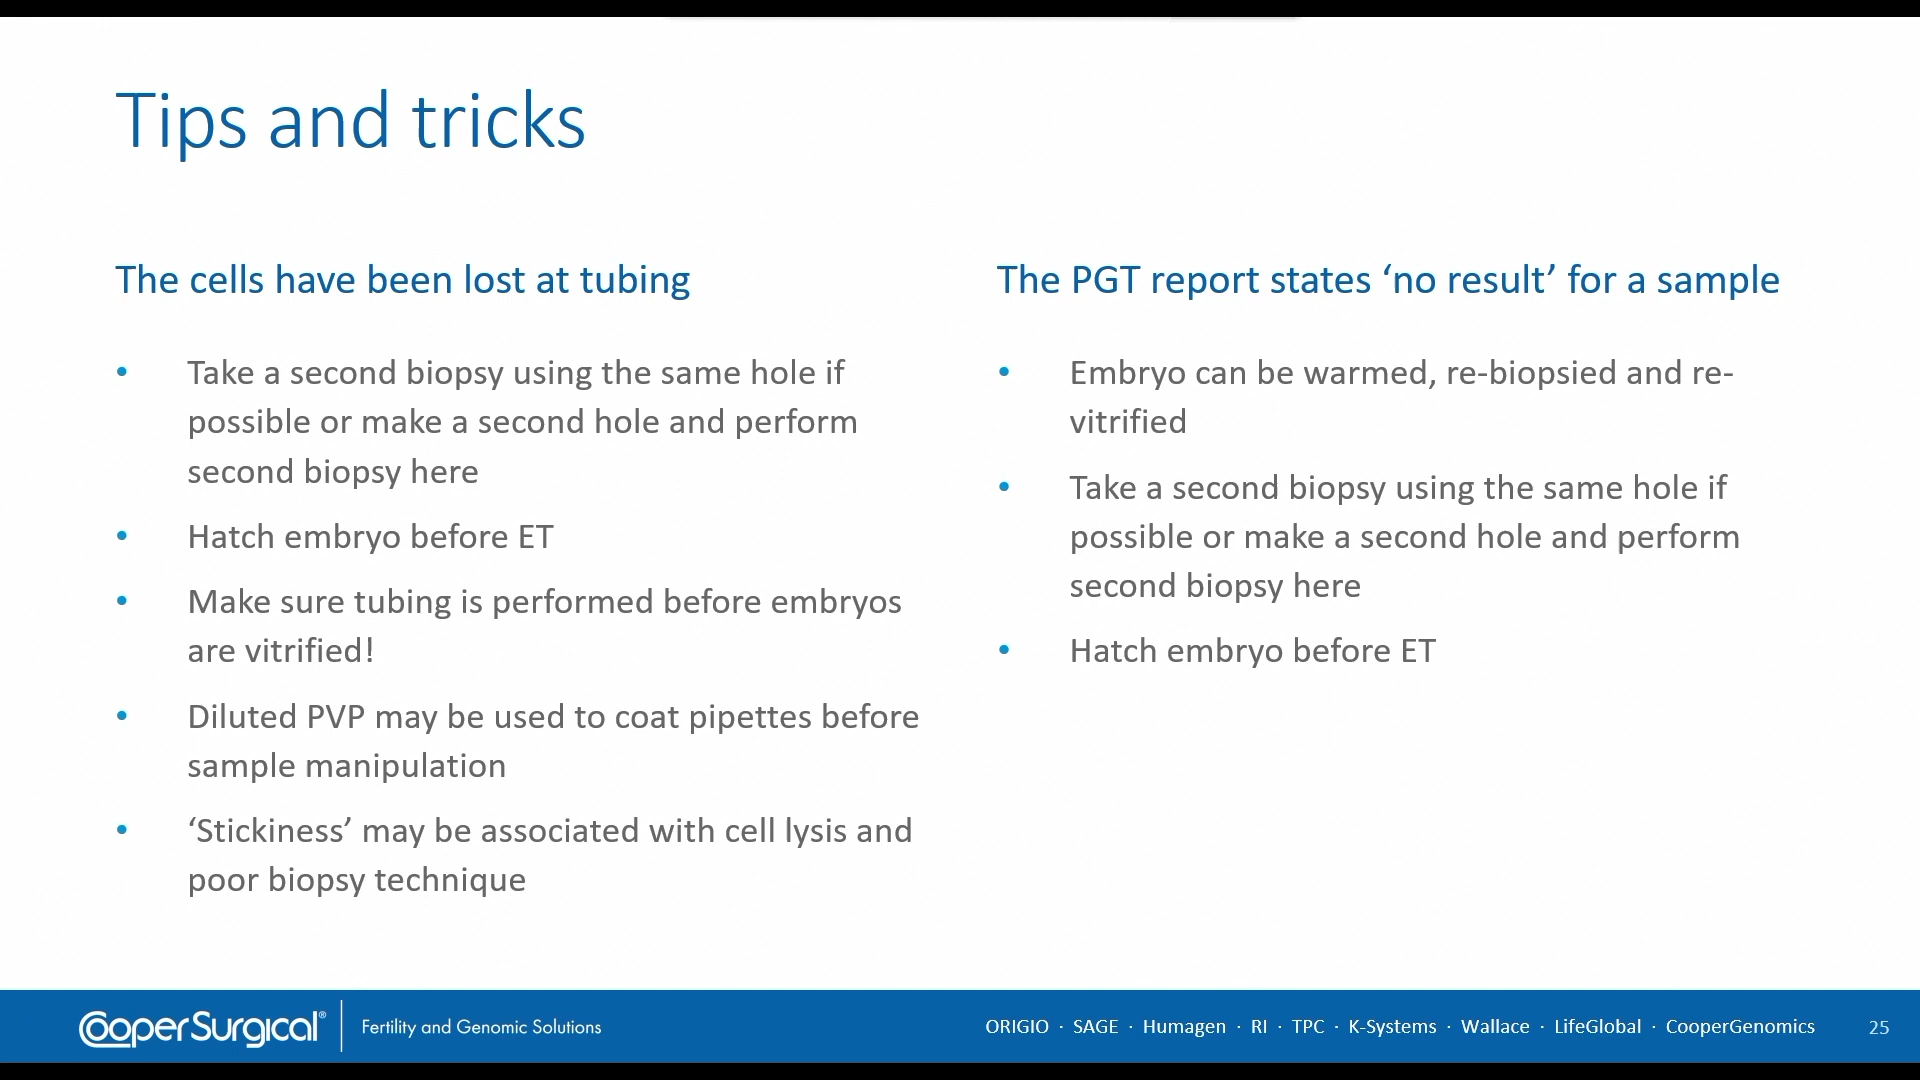 Tips and tricks
The cells have been lost at tubing
• Take a second biopsy using the same hole if
possible or make a second hole and perform
second biopsy here
• Hatch embryo before ET
• Make sure tubing is performed before embryos
are vitrified!
• Diluted PVP may be used to coat pipettes before
sample manipulation
• ‘Stickiness’ may be associated with cell lysis and
poor biopsy technique
The PGT report states ‘no result’ for a sample
• Embryo can be warmed, re-biopsied and re-
vitrified
• Take a second biopsy using the same hole if
possible or make a second hole and perform
second biopsy here
• Hatch embryo before ET
CooperSurgical® Fertility and Genomic Solutions
ORIGIO · SAGE · Humagen · RI · TPC · K-Systems · Wallace · LifeGlobal · CooperGenomics 25